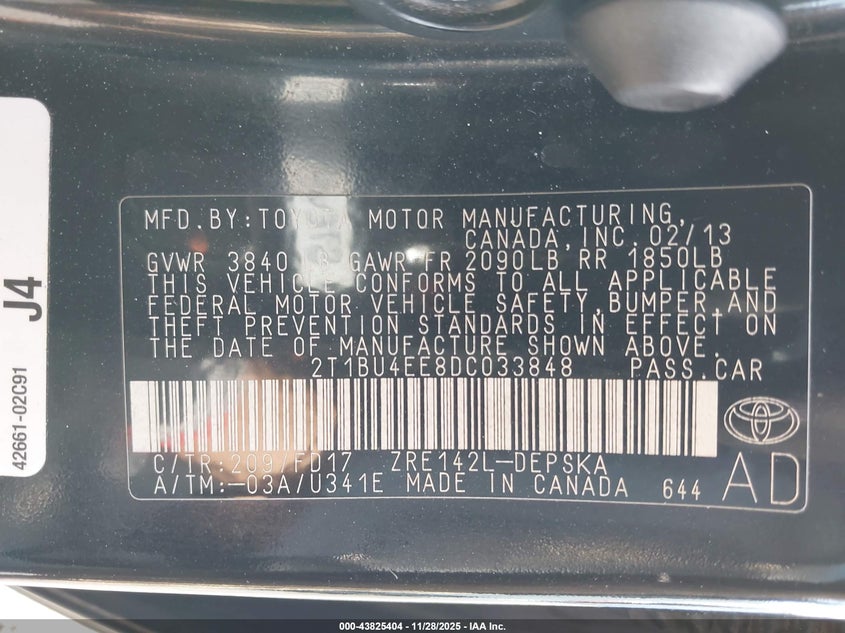 MFD.BY:TOYOTA MOTOR MANUFACTURING,
CANADA,INC. 02/13
GVWR 3840LB GAWR FR 2090LB RR 1850LB
THIS VEHICLE CONFORMS TO ALL APPLICABLE
FEDERAL MOTOR VEHICLE SAFETY,BUMPER,AND
THEFT PREVENTION STANDARDS IN EFFECT ON
THE DATE OF MANUFACTURE SHOWN ABOVE.
2T1BU4EE8DC033848 PASS.CAR
C/TR:209/FD17 ZRE142L-DEPSKA
A/TM:-03A/U341E MADE IN CANADA 644
AD
J4
42661-02C91
000-43825404 - 11/28/2025 - IAA Inc.